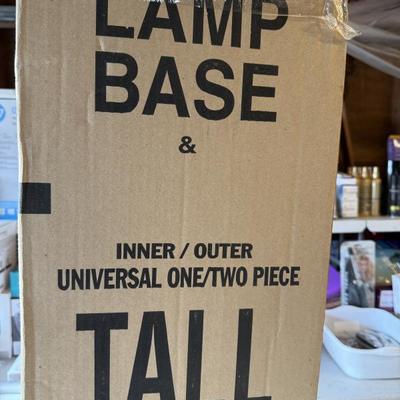 LAMP
BASE
&
INNER / OUTER
UNIVERSAL ONE/TWO PIECE
TALL